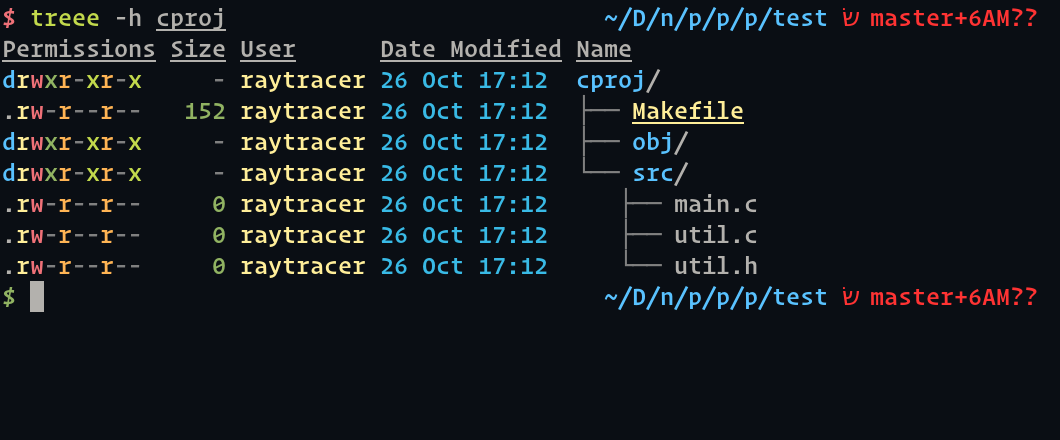 $ treee -h cproj ~/D/n/p/p/p/test שׂ master+6AM??
Permissions Size User Date Modified Name
drwxr-xr-x - raytracer 26 Oct 17:12 cproj/
.rw-r--r-- 152 raytracer 26 Oct 17:12 ├── Makefile
drwxr-xr-x - raytracer 26 Oct 17:12 ├── obj/
drwxr-xr-x - raytracer 26 Oct 17:12 └── src/
.rw-r--r-- 0 raytracer 26 Oct 17:12 ├── main.c
.rw-r--r-- 0 raytracer 26 Oct 17:12 ├── util.c
.rw-r--r-- 0 raytracer 26 Oct 17:12 └── util.h
$ ~/D/n/p/p/p/test שׂ master+6AM??